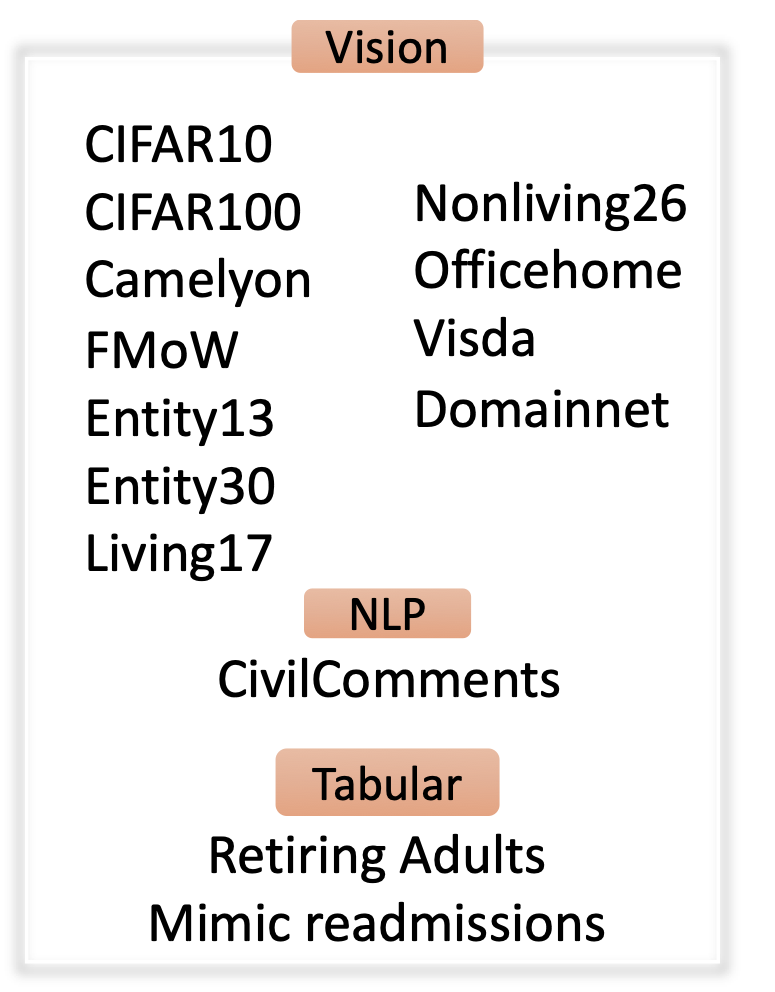 Vision
CIFAR10
CIFAR100
Camelyon
FMoW
Entity13
Entity30
Living17
Nonliving26
Officehome
Visda
Domainnet
NLP
CivilComments
Tabular
Retiring Adults
Mimic readmissions